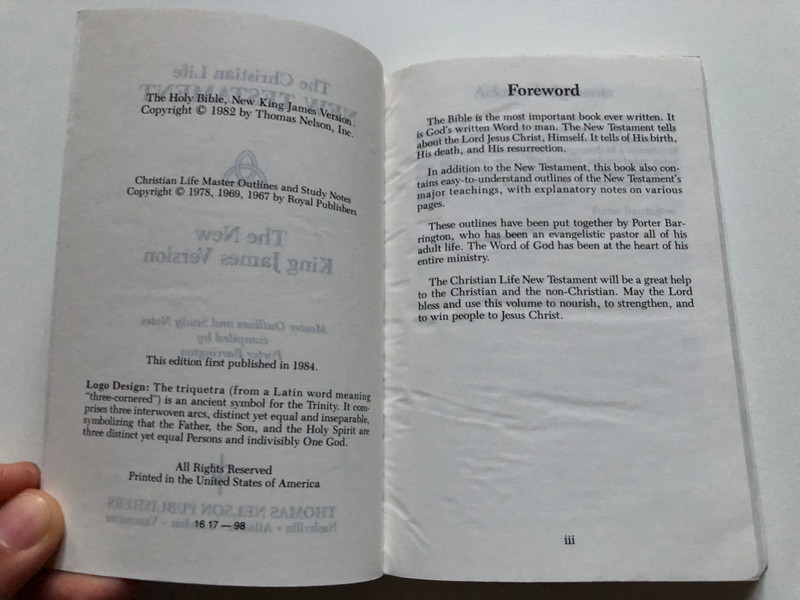 The Holy Bible, New King James Version
Copyright © 1982 by Thomas Nelson, Inc.
Christian Life Master Outlines and Study Notes
Copyright © 1978, 1969, 1967 by Royal Publishers
This edition first published in 1984.
Logo Design: The triquetra (from a Latin word meaning
"three-cornered") is an ancient symbol for the Trinity. It com-
prises three interwoven arcs, distinct yet equal and inseparable,
symbolizing that the Father, the Son, and the Holy Spirit are
three distinct yet equal Persons and indivisibly One God.
All Rights Reserved
Printed in the United States of America
16 17 — 98
Foreword
The Bible is the most important book ever written. It
is God's written Word to man. The New Testament tells
about the Lord Jesus Christ, Himself. It tells of His birth,
His death, and His resurrection.
In addition to the New Testament, this book also con-
tains easy-to-understand outlines of the New Testament's
major teachings, with explanatory notes on various
pages.
These outlines have been put together by Porter Bar-
rington, who has been an evangelistic pastor all of his
adult life. The Word of God has been at the heart of his
entire ministry.
The Christian Life New Testament will be a great help
to the Christian and the non-Christian. May the Lord
bless and use this volume to nourish, to strengthen, and
to win people to Jesus Christ.
iii